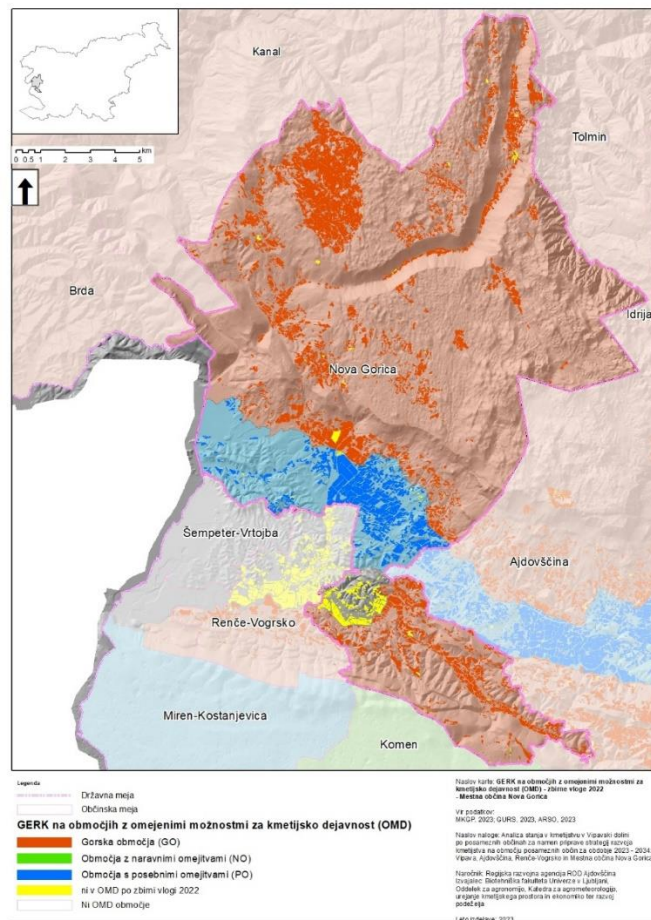 Kanal
Tolmin
0 0.5 1 2 3 4 5
km
Brda
Idrija
Nova Gorica
Šempeter-Vrtojba
Ajdovščina
Renče-Vogrsko
Miren-Kostanjevica
Komen
Legenda
Državna meja
Občinska meja
GERK na območjih z omejenimi možnostmi za kmetijsko dejavnost (OMD)
Gorska območja (GO)
Območja z naravnimi omejitvami (NO)
Območja s posebnimi omejitvami (PO)
ni v OMD po zbirni vlogi 2022
Ni OMD območje
Naslov karte: GERK na območjih z omejenimi možnostmi za
kmetijsko dejavnost (OMD) - zbirne vloge 2022
- Mestna občina Nova Gorica
Vir podatkov:
MKGP, 2023; GURS, 2023, ARSO, 2023
Naslov naloge: Analiza stanja v kmetijstvu v Vipavski dolini
po posameznih občinah za namen priprave strategij razvoja
kmetijstva na območju posameznih občin za obdobje 2023 - 2034
Vipava, Ajdovščina, Renče-Vogrsko in Mestna občina Nova Gorica
Naročnik: Regijska razvojna agencija ROD Ajdovščina
Izvajalec: Biotehniška fakulteta Univerze v Ljubljani,
Oddelek za agronomijo, Katedra za agrometeorologijo,
urejanje kmetijskega prostora in ekonomiko ter razvoj
podeželja
Leto izdelave: 2023